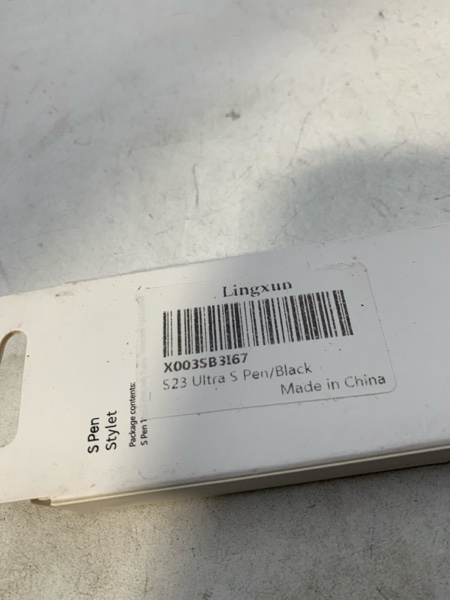 Lingxun
X003SB3I67
S23 Ultra S Pen/Black
Made in China
S Pen
Stylet
Package contents:
S Pen 1